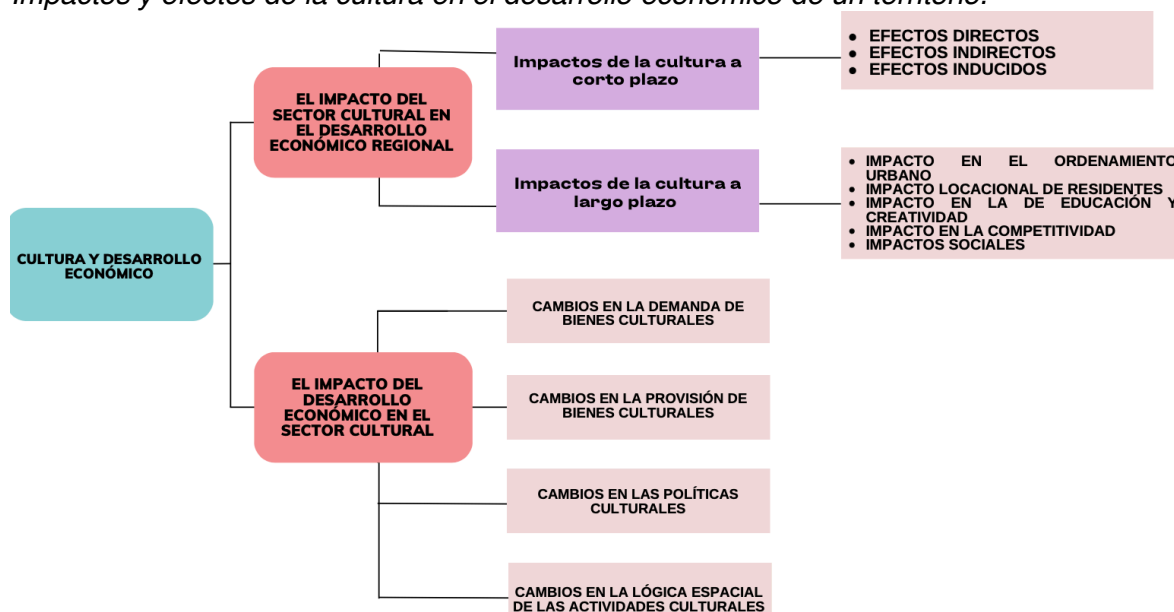 Impactos y efectos de la cultura en el desarrollo económico de un territorio.
EL IMPACTO DEL
SECTOR CULTURAL EN
EL DESARROLLO
ECONÓMICO REGIONAL
Impactos de la cultura a
corto plazo
● EFECTOS DIRECTOS
● EFECTOS INDIRECTOS
● EFECTOS INDUCIDOS
Impactos de la cultura a
largo plazo
• IMPACTO EN EL ORDENAMIENTO
URBANO
• IMPACTO LOCACIONAL DE RESIDENTES
• IMPACTO EN LA DE EDUCACIÓN Y
CREATIVIDAD
• IMPACTO EN LA COMPETITIVIDAD
• IMPACTOS SOCIALES
CULTURA Y DESARROLLO
ECONÓMICO
EL IMPACTO DEL
DESARROLLO
ECONÓMICO EN EL
SECTOR CULTURAL
CAMBIOS EN LA DEMANDA DE
BIENES CULTURALES
CAMBIOS EN LA PROVISIÓN DE
BIENES CULTURALES
CAMBIOS EN LAS POLÍTICAS
CULTURALES
CAMBIOS EN LA LÓGICA ESPACIAL
DE LAS ACTIVIDADES CULTURALES